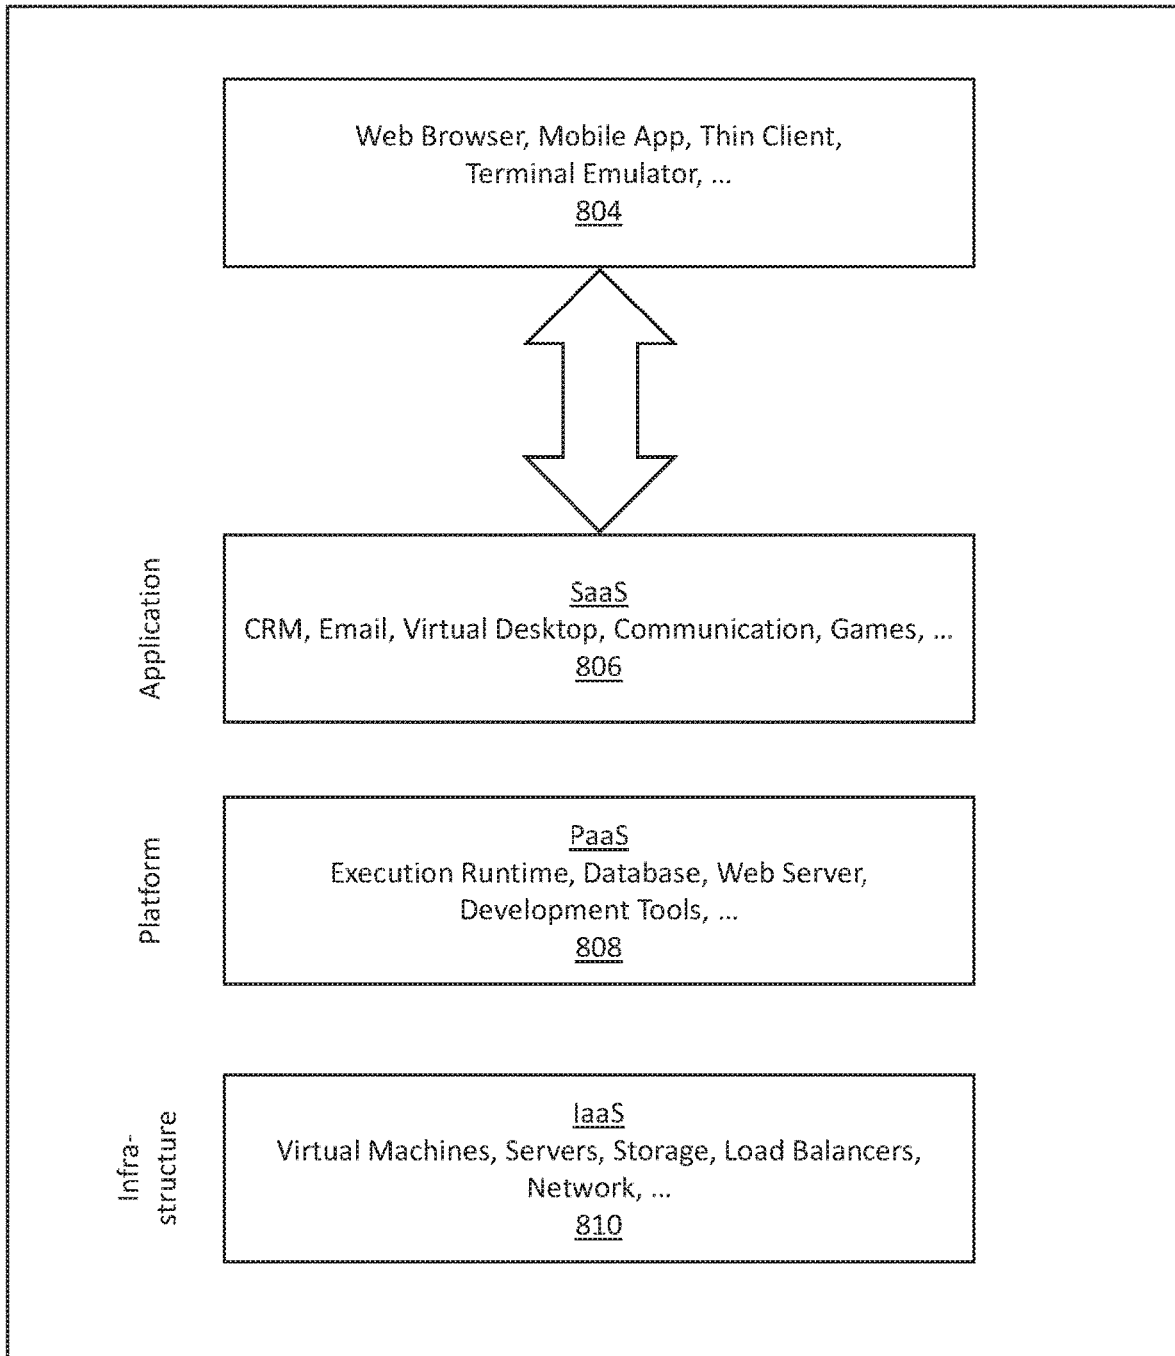 Web Browser, Mobile App, Thin Client,
Terminal Emulator, ...
804
Application
SaaS
CRM, Email, Virtual Desktop, Communication, Games, ...
806
Platform
PaaS
Execution Runtime, Database, Web Server,
Development Tools, ...
808
Infra-
structure
IaaS
Virtual Machines, Servers, Storage, Load Balancers,
Network, ...
810